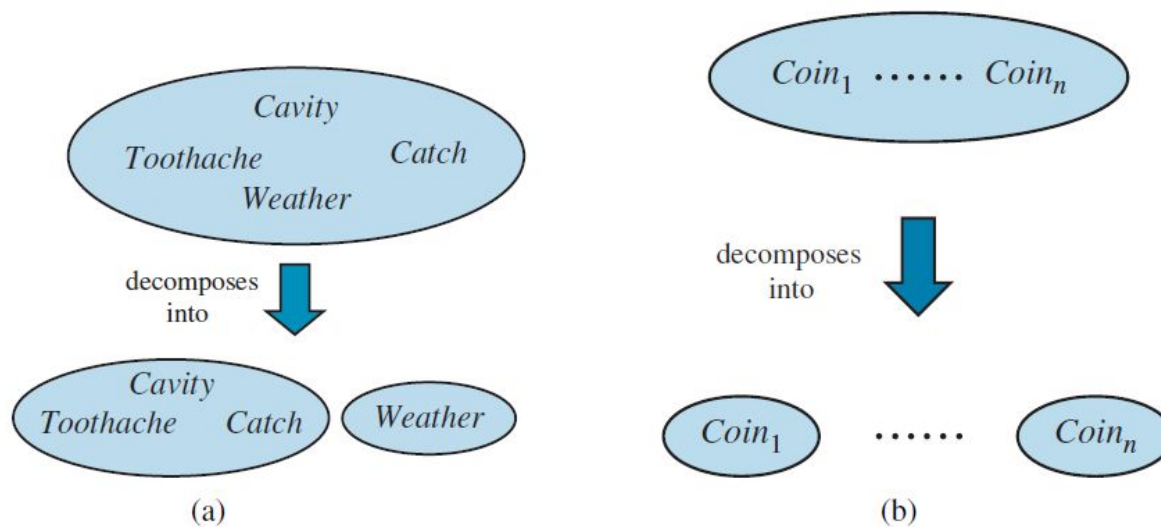 Cavity
Toothache Catch
Weather
decomposes
into
Cavity
Toothache Catch Weather
(a)
Coin₁ ...... Coinₙ
decomposes
into
Coin₁ ...... Coinₙ
(b)